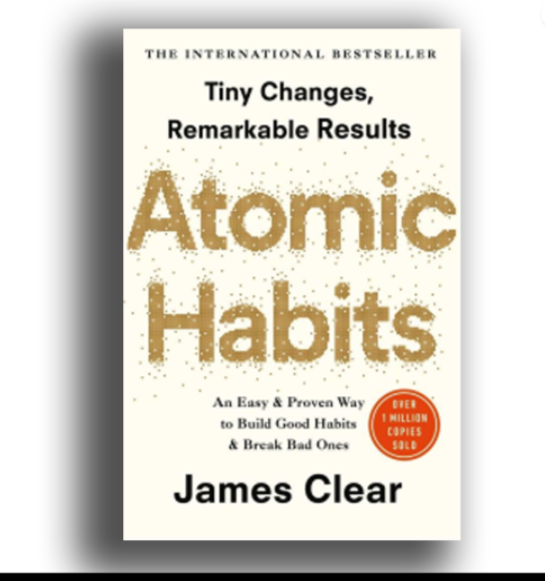 THE INTERNATIONAL BESTSELLER
Tiny Changes,
Remarkable Results
Atomic
Habits
An Easy & Proven Way
to Build Good Habits
& Break Bad Ones
OVER
1 MILLION
COPIES
SOLD
James Clear